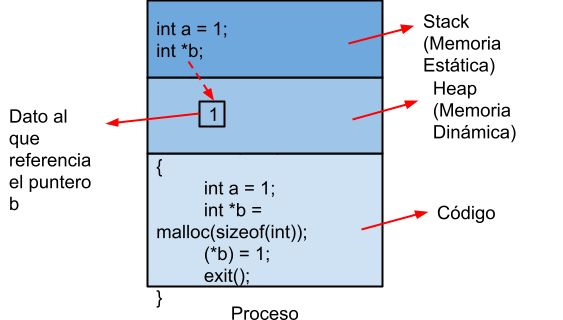 int a = 1;
int *b;
Stack
(Memoria
Estática)
1
Heap
(Memoria
Dinámica)
Dato al
que
referencia
el puntero
b
{
int a = 1;
int *b =
malloc(sizeof(int));
(*b) = 1;
exit();
}
Código
Proceso